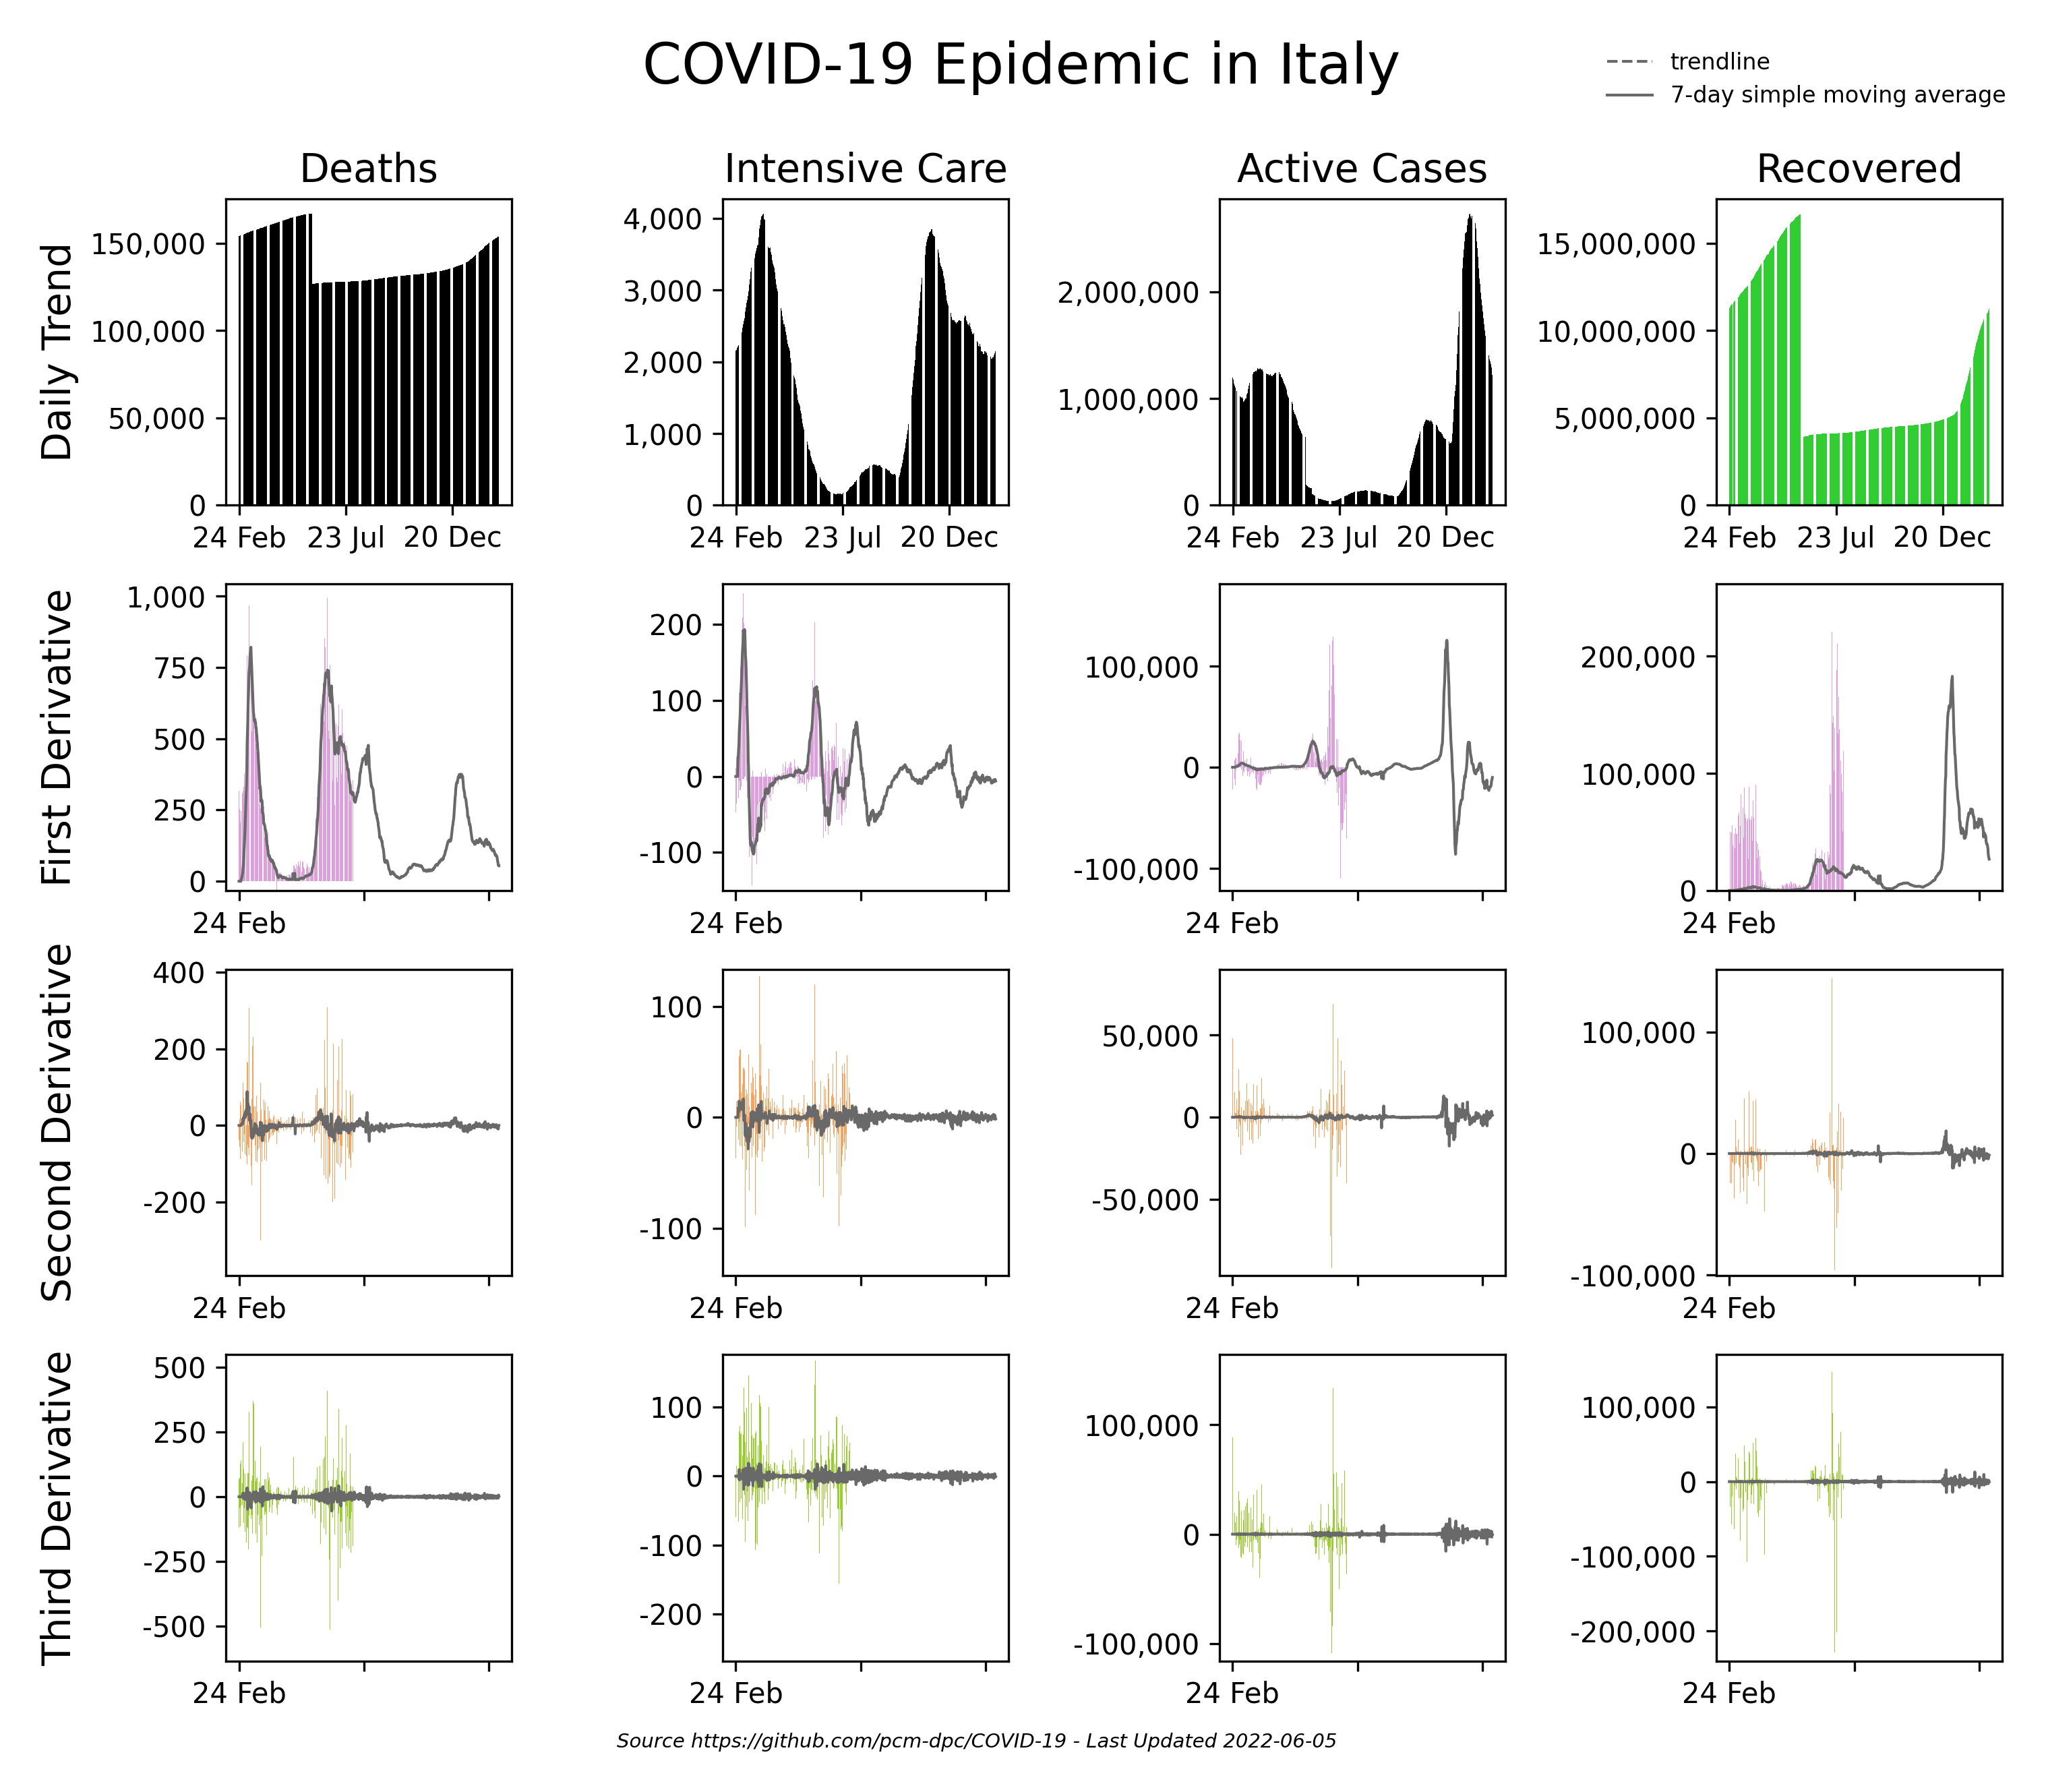 COVID-19 Epidemic in Italy
trendline
7-day simple moving average
Deaths
Intensive Care
Active Cases
Recovered
Daily Trend
150,000
100,000
50,000
0
24 Feb
23 Jul
20 Dec
4,000
3,000
2,000
1,000
0
24 Feb
23 Jul
20 Dec
2,000,000
1,000,000
0
24 Feb
23 Jul
20 Dec
15,000,000
10,000,000
5,000,000
0
24 Feb
23 Jul
20 Dec
First Derivative
1,000
750
500
250
0
24 Feb
200
100
0
-100
24 Feb
100,000
0
-100,000
24 Feb
200,000
100,000
0
24 Feb
Second Derivative
400
200
0
-200
24 Feb
100
0
-100
24 Feb
50,000
0
-50,000
24 Feb
100,000
0
-100,000
24 Feb
Third Derivative
500
250
0
-250
-500
24 Feb
100
0
-100
-200
24 Feb
100,000
0
-100,000
24 Feb
100,000
0
-100,000
-200,000
24 Feb
Source https://github.com/pcm-dpc/COVID-19 - Last Updated 2022-06-05